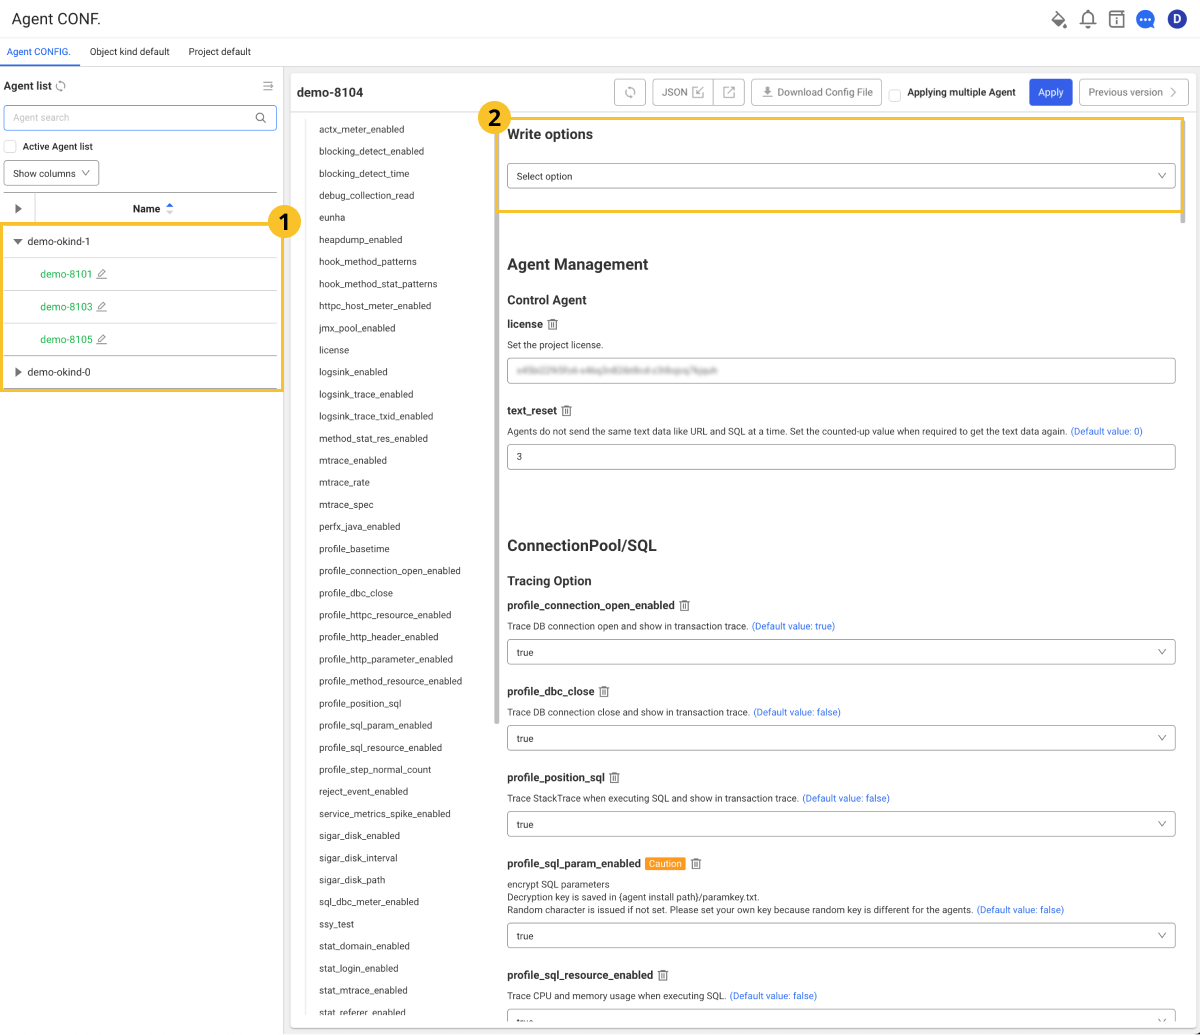 Agent CONF.
D
Agent CONFIG.
Object kind default
Project default
Agent list
Agent search
Active Agent list
Show columns
Name
1
demo-okind-1
demo-8101
demo-8103
demo-8105
demo-okind-0
demo-8104
JSON
Download Config File
Applying multiple Agent
Apply
Previous version
actx_meter_enabled
blocking_detect_enabled
blocking_detect_time
debug_collection_read
eunha
heapdump_enabled
hook_method_patterns
hook_method_stat_patterns
httpc_host_meter_enabled
jmx_pool_enabled
license
logsink_enabled
logsink_trace_enabled
logsink_trace_txid_enabled
method_stat_res_enabled
mtrace_enabled
mtrace_rate
mtrace_spec
perfx_java_enabled
profile_basetime
profile_connection_open_enabled
profile_dbc_close
profile_httpc_resource_enabled
profile_http_header_enabled
profile_http_parameter_enabled
profile_method_resource_enabled
profile_position_sql
profile_sql_param_enabled
profile_sql_resource_enabled
profile_step_normal_count
reject_event_enabled
service_metrics_spike_enabled
sigar_disk_enabled
sigar_disk_interval
sigar_disk_path
sql_dbc_meter_enabled
ssy_test
stat_domain_enabled
stat_login_enabled
stat_mtrace_enabled
stat_referer_enabled
2
Write options
Select option
Agent Management
Control Agent
license
Set the project license.
text_reset
Agents do not send the same text data like URL and SQL at a time. Set the counted-up value when required to get the text data again. (Default value: 0)
3
ConnectionPool/SQL
Tracing Option
profile_connection_open_enabled
Trace DB connection open and show in transaction trace. (Default value: true)
true
profile_dbc_close
Trace DB connection close and show in transaction trace. (Default value: false)
true
profile_position_sql
Trace StackTrace when executing SQL and show in transaction trace. (Default value: false)
true
profile_sql_param_enabled Caution
encrypt SQL parameters
Decryption key is saved in {agent install path}/paramkey.txt.
Random character is issued if not set. Please set your own key because random key is different for the agents. (Default value: false)
true
profile_sql_resource_enabled
Trace CPU and memory usage when executing SQL. (Default value: false)
true